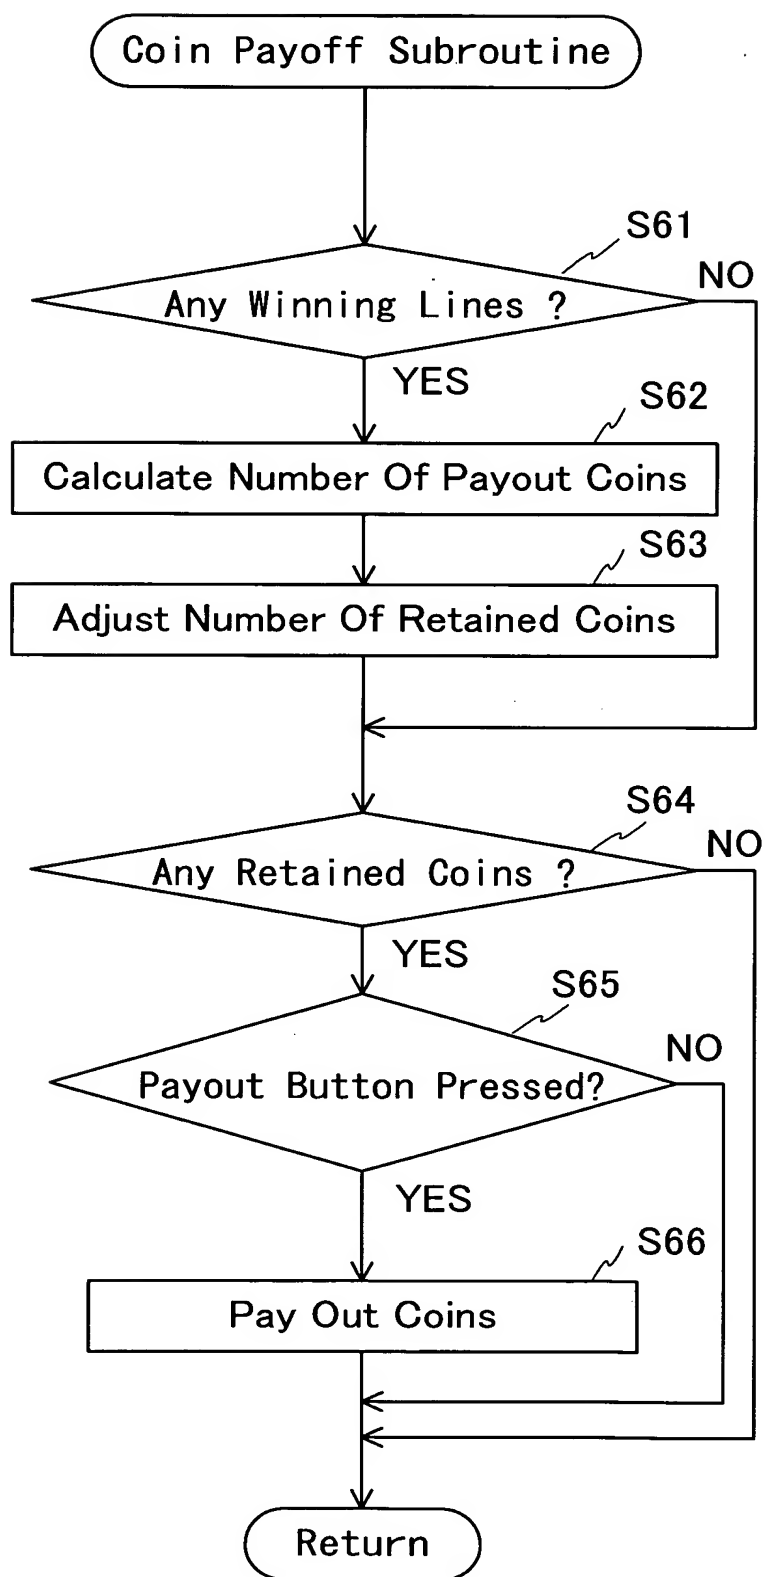 Coin Payoff Subroutine
S61
NO
Any Winning Lines ?
YES
S62
Calculate Number Of Payout Coins
S63
Adjust Number Of Retained Coins
S64
NO
Any Retained Coins ?
YES
S65
NO
Payout Button Pressed?
YES
S66
Pay Out Coins
Return